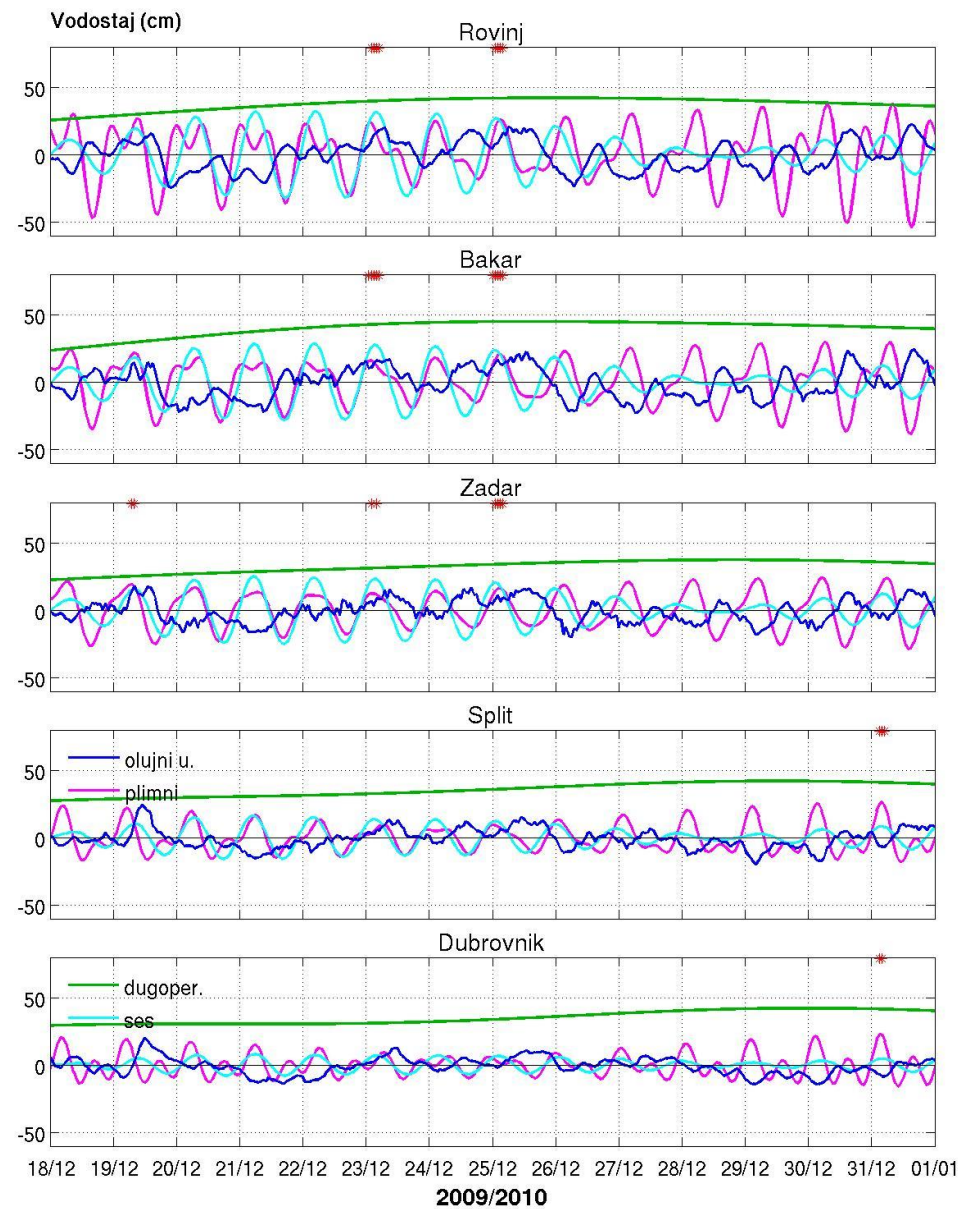 Vodostaj (cm)
Rovinj
50
0
-50
Bakar
50
0
-50
Zadar
50
0
-50
Split
50
0
-50
olujni u.
plimni
Dubrovnik
50
0
-50
dugoper.
ses
18/12 19/12 20/12 21/12 22/12 23/12 24/12 25/12 26/12 27/12 28/12 29/12 30/12 31/12 01/01
2009/2010